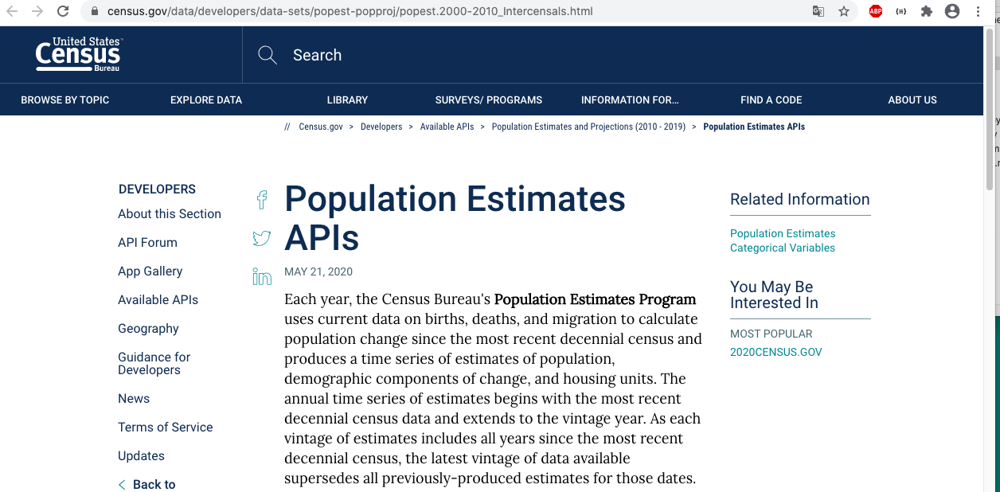 census.gov/data/developers/data-sets/popest-popproj/popest.2000-2010_Intercensals.html
ABP
United States™
Census
Bureau
Search
BROWSE BY TOPIC
EXPLORE DATA
LIBRARY
SURVEYS/ PROGRAMS
INFORMATION FOR...
FIND A CODE
ABOUT US
// Census.gov > Developers > Available APIs > Population Estimates and Projections (2010 - 2019) > Population Estimates APIs
DEVELOPERS
About this Section
API Forum
App Gallery
Available APIs
Geography
Guidance for
Developers
News
Terms of Service
Updates
< Back to
Population Estimates
APIs
MAY 21, 2020
Each year, the Census Bureau's Population Estimates Program
uses current data on births, deaths, and migration to calculate
population change since the most recent decennial census and
produces a time series of estimates of population,
demographic components of change, and housing units. The
annual time series of estimates begins with the most recent
decennial census data and extends to the vintage year. As each
vintage of estimates includes all years since the most recent
decennial census, the latest vintage of data available
supersedes all previously-produced estimates for those dates.
Related Information
Population Estimates
Categorical Variables
You May Be
Interested In
MOST POPULAR
2020CENSUS.GOV